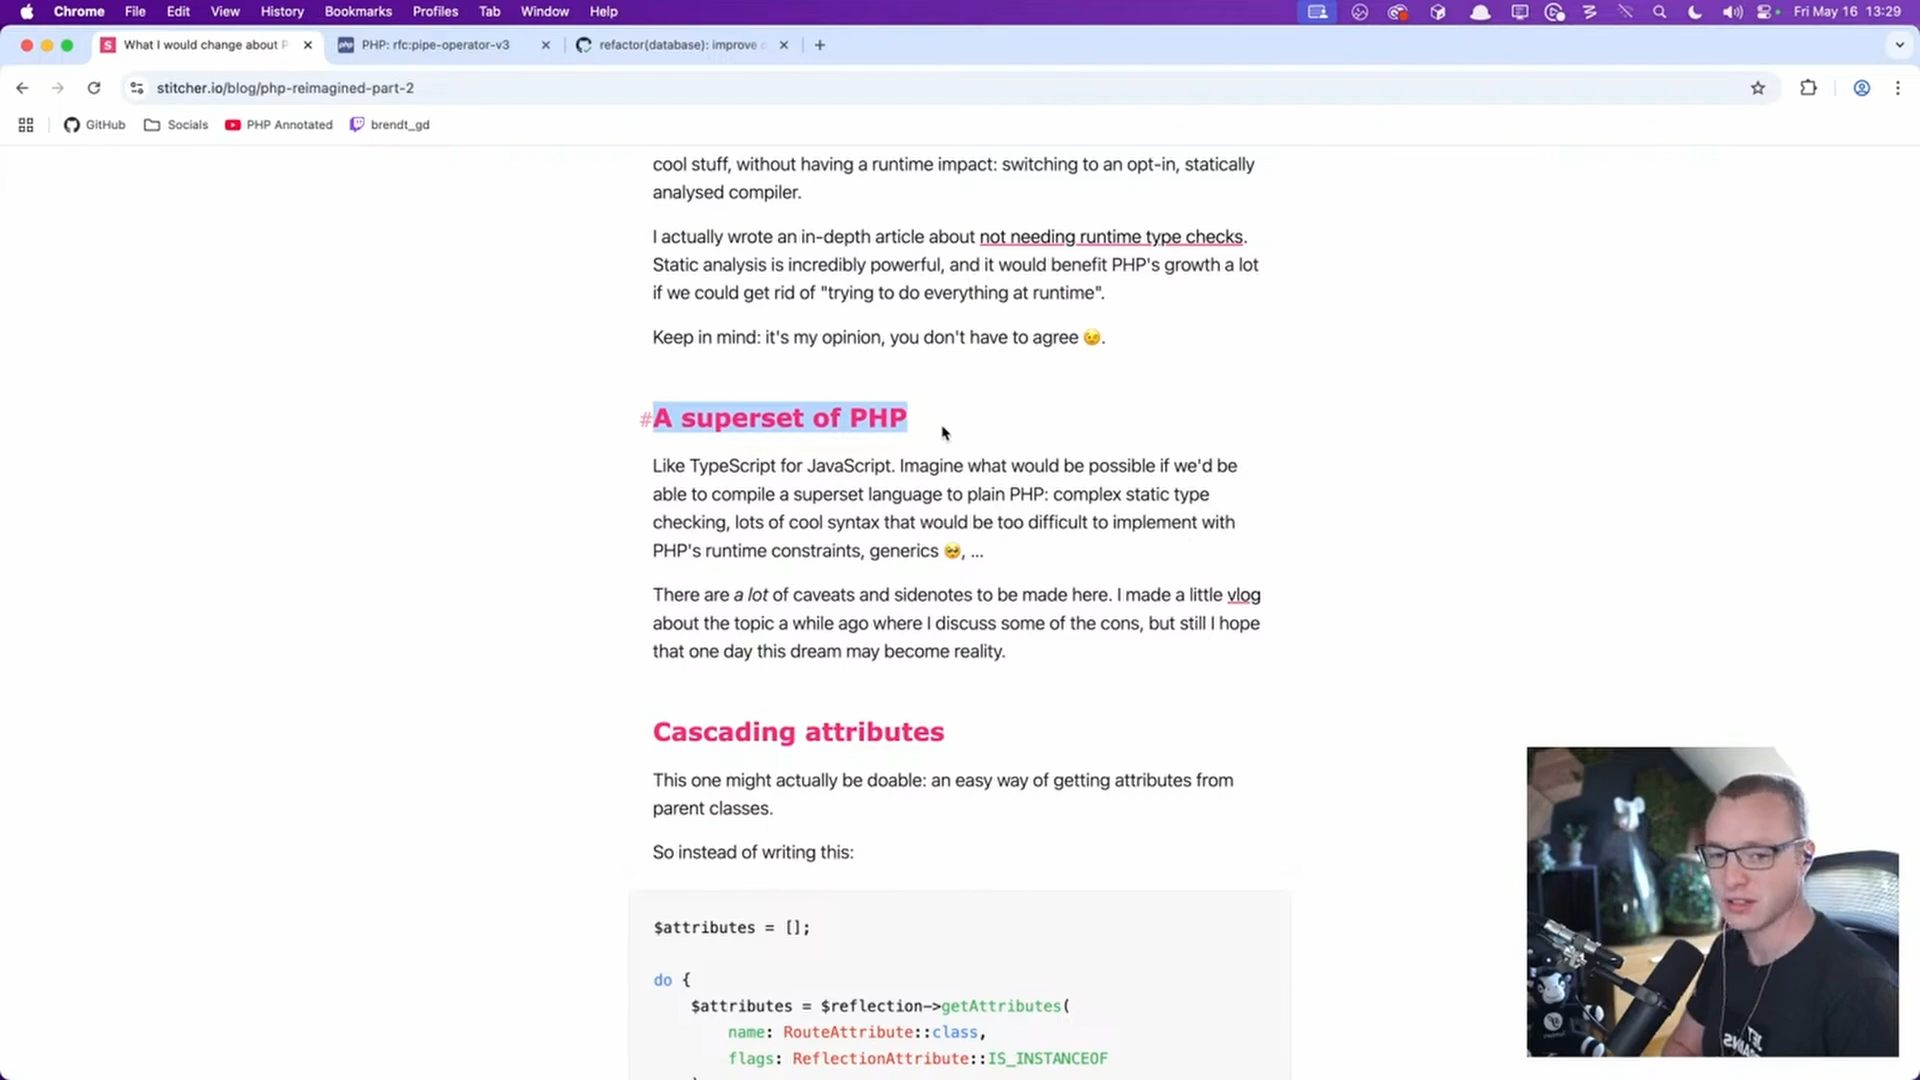 Chrome File Edit View History Bookmarks Profiles Tab Window Help Fri May 16 13:29
What I would change about P
PHP: rfc:pipe-operator-v3
refactor(database): improve
stitcher.io/blog/php-reimagined-part-2
GitHub Socials PHP Annotated brendt_gd
cool stuff, without having a runtime impact: switching to an opt-in, statically
analysed compiler.
I actually wrote an in-depth article about not needing runtime type checks.
Static analysis is incredibly powerful, and it would benefit PHP's growth a lot
if we could get rid of "trying to do everything at runtime".
Keep in mind: it's my opinion, you don't have to agree 😉.
#A superset of PHP
Like TypeScript for JavaScript. Imagine what would be possible if we'd be
able to compile a superset language to plain PHP: complex static type
checking, lots of cool syntax that would be too difficult to implement with
PHP's runtime constraints, generics 🥹, ...
There are a lot of caveats and sidenotes to be made here. I made a little vlog
about the topic a while ago where I discuss some of the cons, but still I hope
that one day this dream may become reality.
Cascading attributes
This one might actually be doable: an easy way of getting attributes from
parent classes.
So instead of writing this:
$attributes = [];
do {
$attributes = $reflection->getAttributes(
name: RouteAttribute::class,
flags: ReflectionAttribute::IS_INSTANCEOF